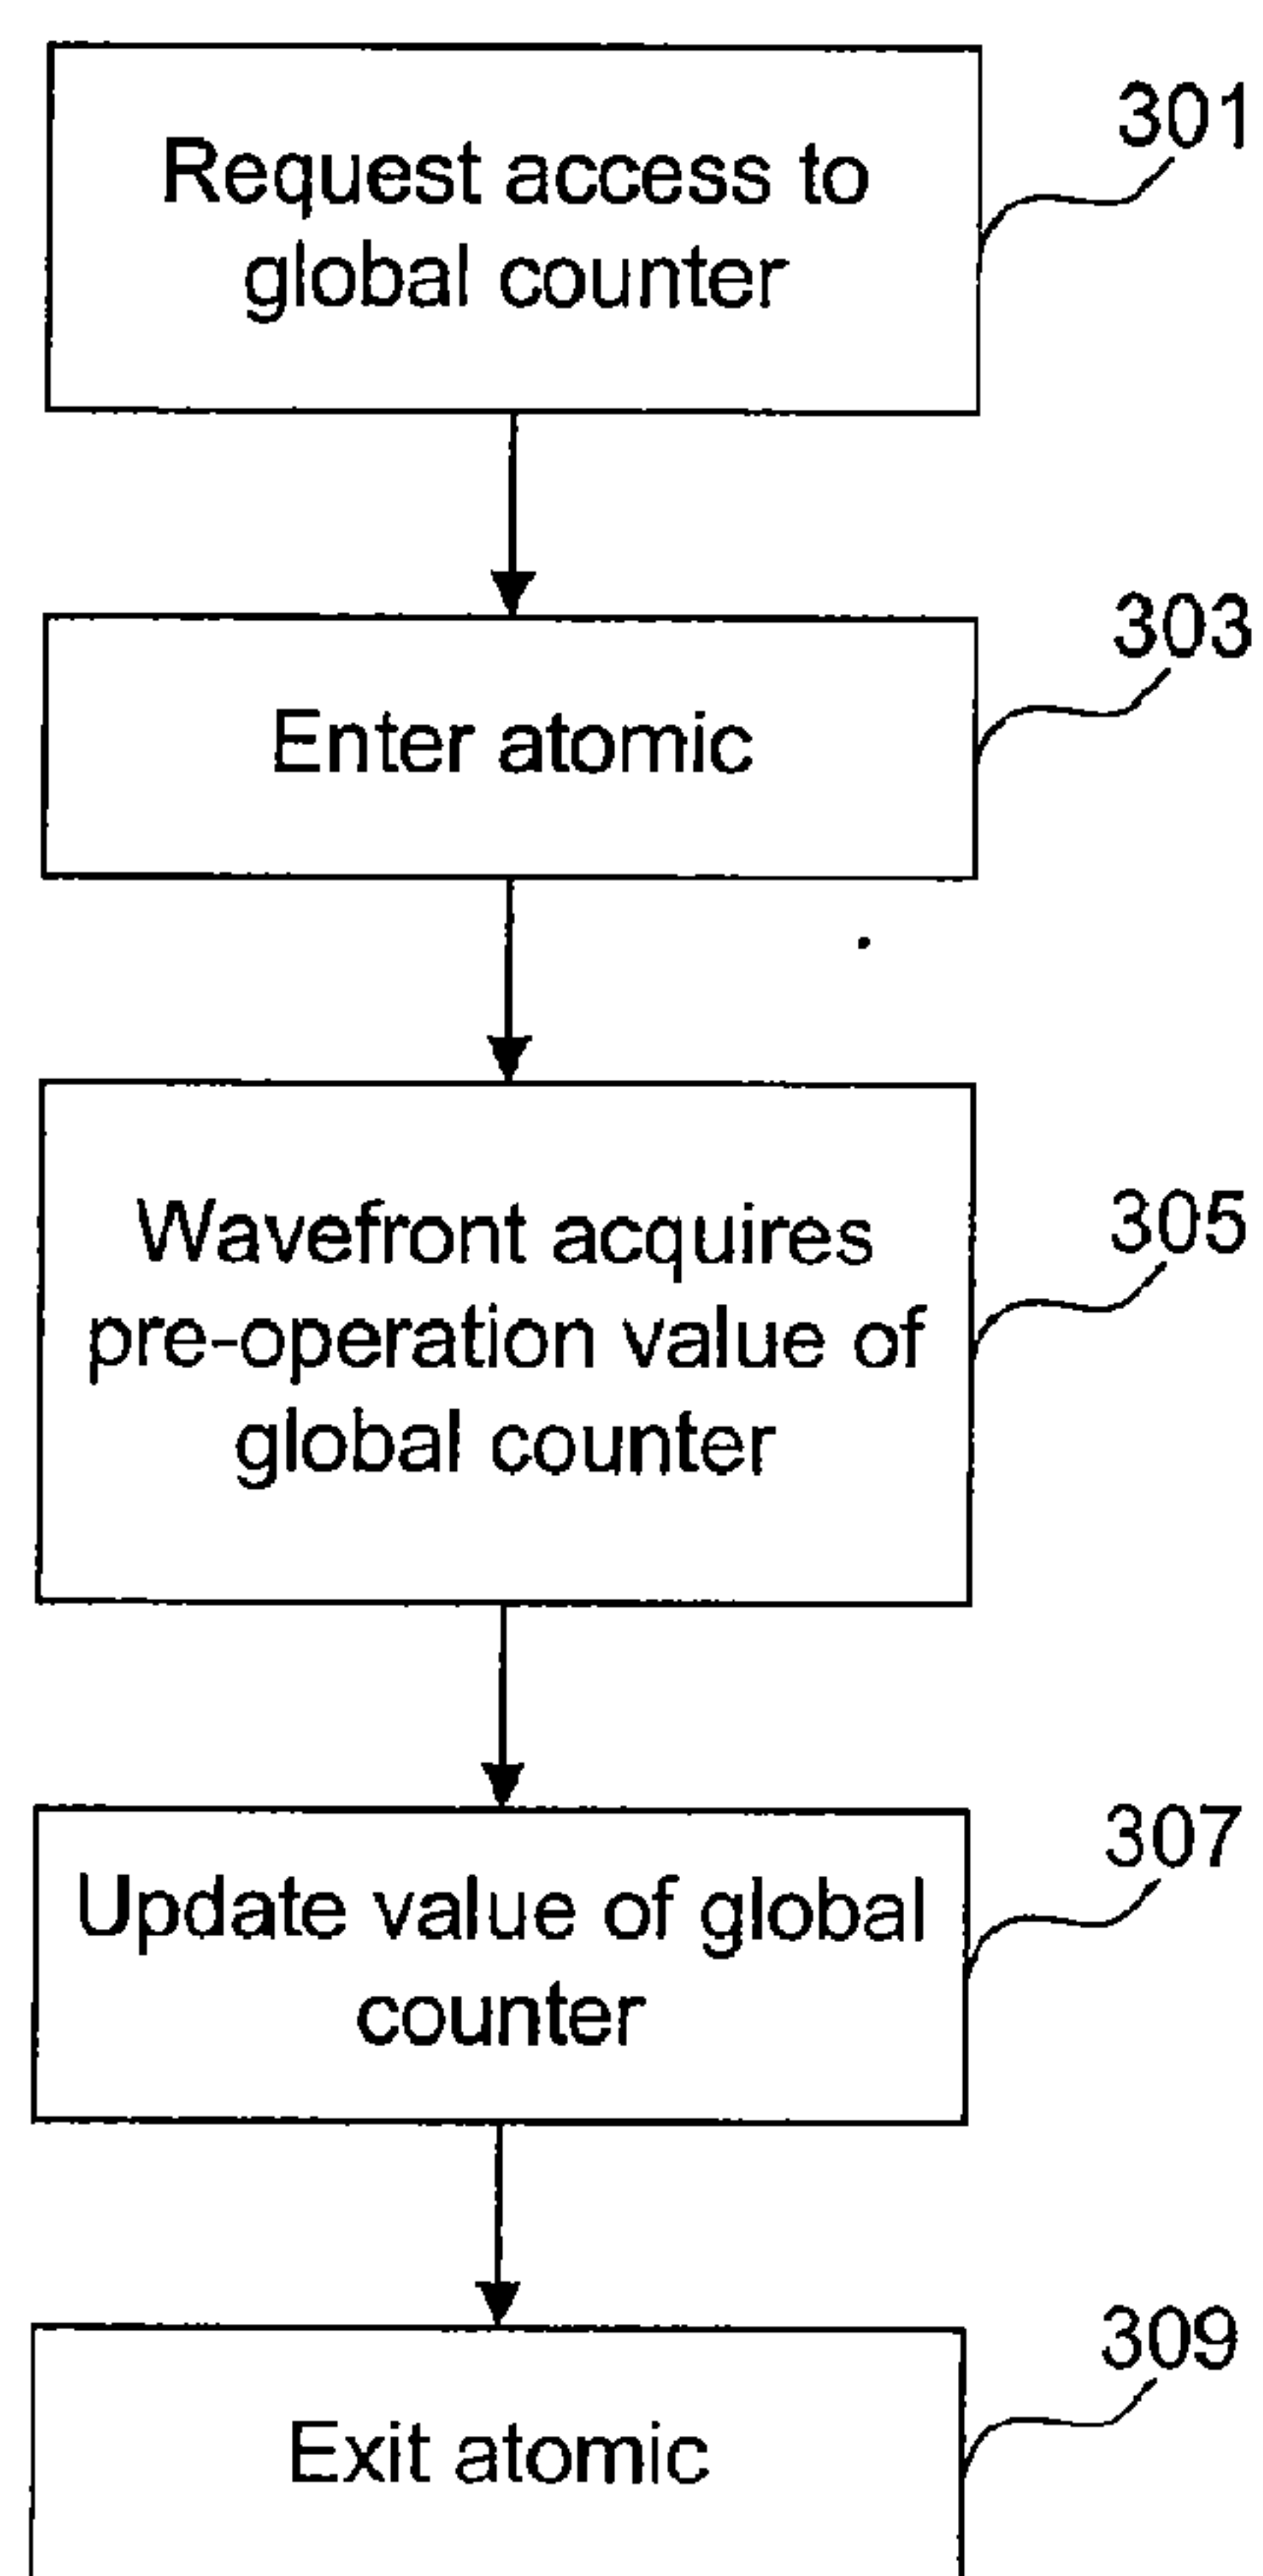 301
Request access to
global counter
303
Enter atomic
305
Wavefront acquires
pre-operation value of
global counter
307
Update value of global
counter
309
Exit atomic